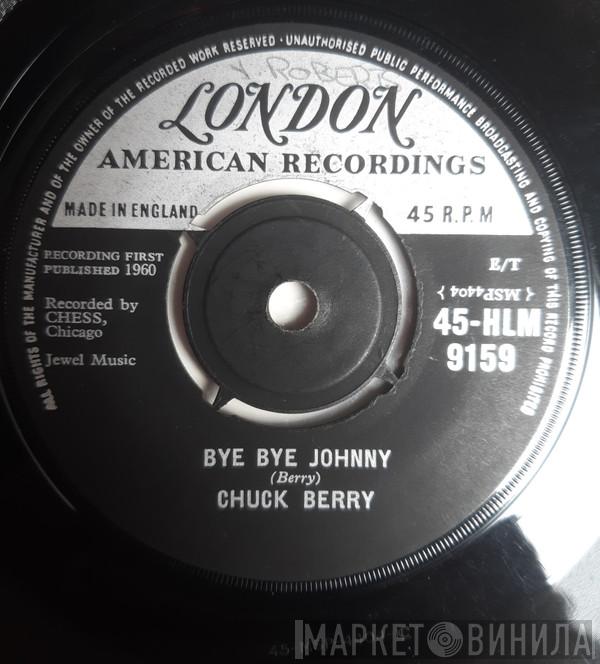 ALL RIGHTS OF THE MANUFACTURER AND OF THE OWNER OF THE RECORDED WORK RESERVED · UNAUTHORISED PUBLIC PERFORMANCE BROADCASTING AND COPYING OF THIS RECORD PROHIBITED
ROBERTS
LONDON
AMERICAN RECORDINGS
MADE IN ENGLAND
45 R.P.M
RECORDING FIRST
PUBLISHED 1960
E/T
{ MSP4404 }
Recorded by
CHESS,
Chicago
45-HLM
9159
Jewel Music
BYE BYE JOHNNY
(Berry)
CHUCK BERRY
МАРКЕТ ВИНИЛА